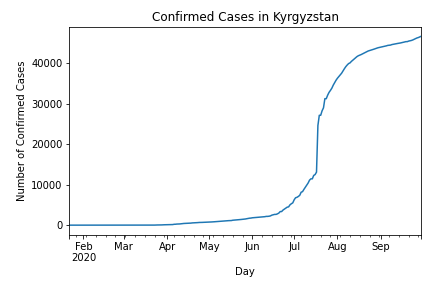 Confirmed Cases in Kyrgyzstan
Number of Confirmed Cases
40000
30000
20000
10000
0
Feb Mar Apr May Jun Jul Aug Sep
2020
Day